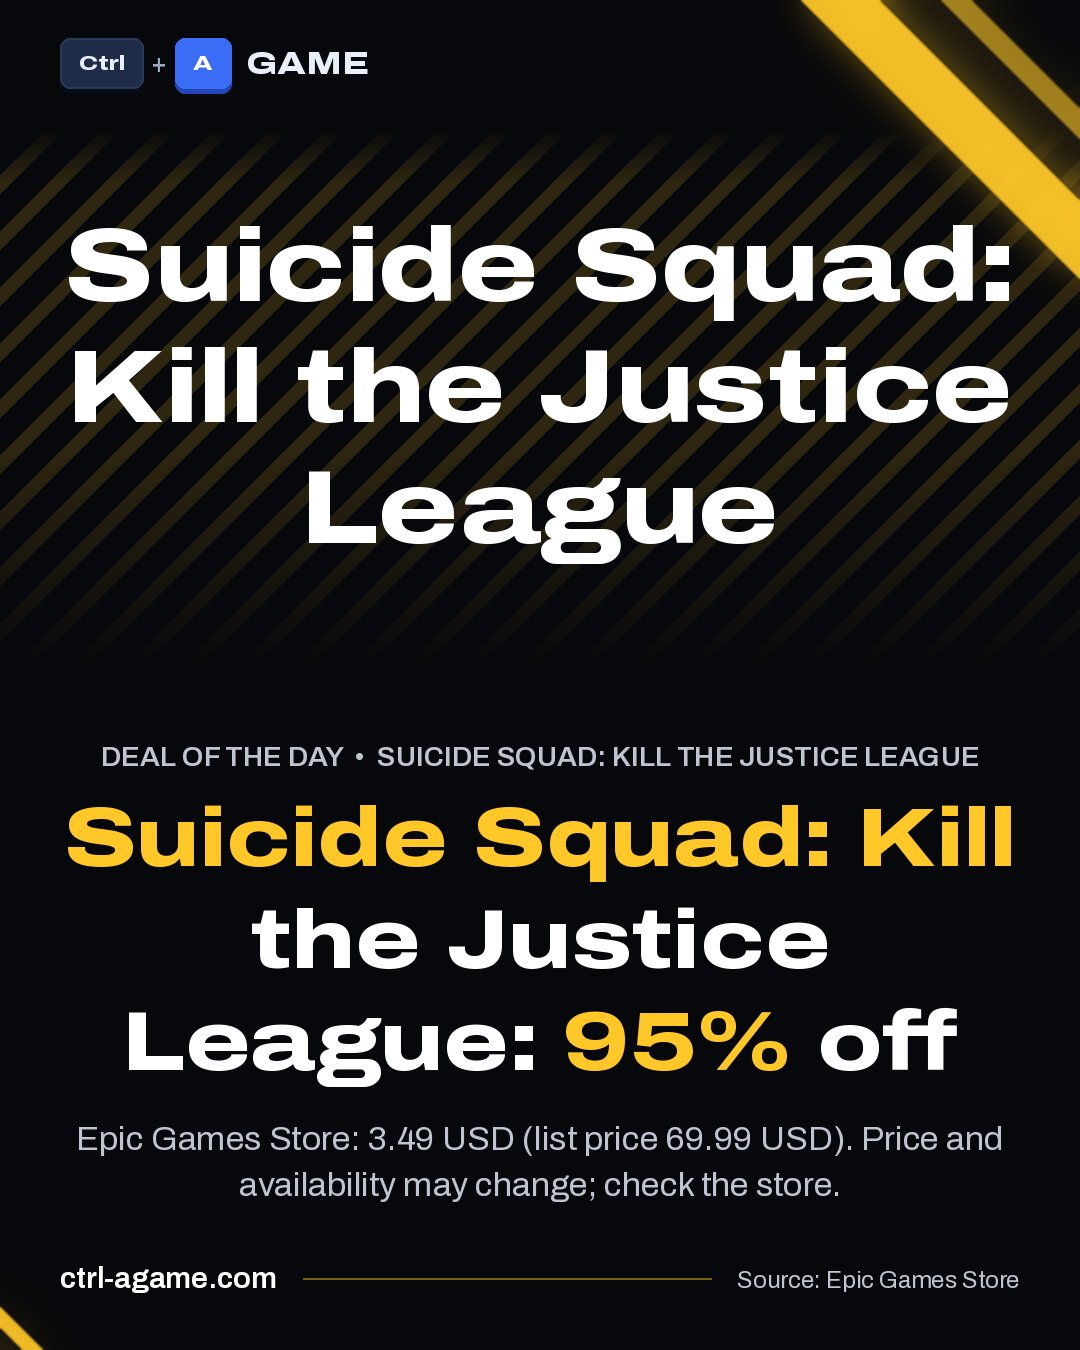 Ctrl + A GAME
Suicide Squad:
Kill the Justice
League
DEAL OF THE DAY • SUICIDE SQUAD: KILL THE JUSTICE LEAGUE
Suicide Squad: Kill
the Justice
League: 95% off
Epic Games Store: 3.49 USD (list price 69.99 USD). Price and
availability may change; check the store.
ctrl-agame.com
Source: Epic Games Store